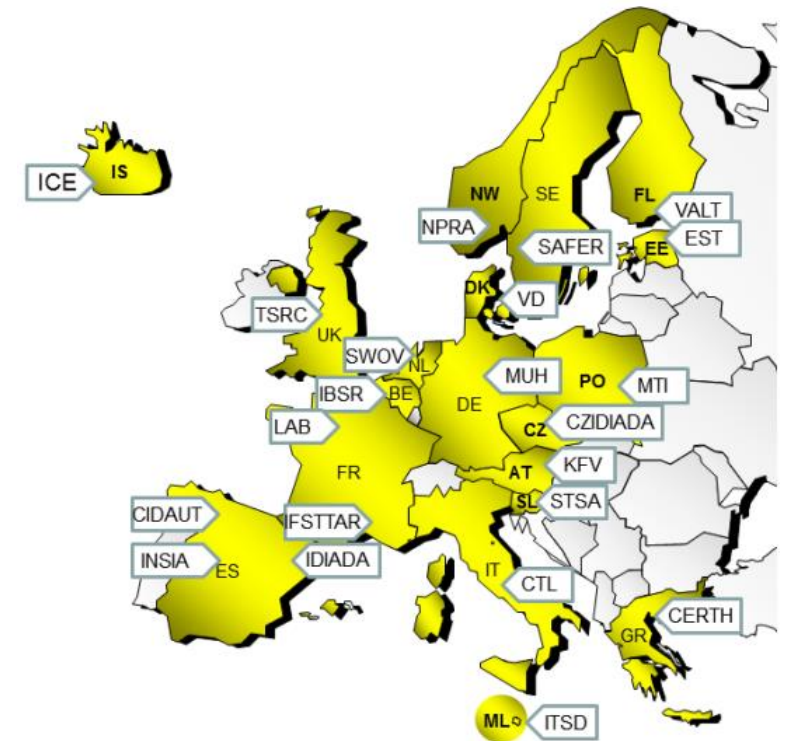 IS
ICE
NW
SE
FL
NPRA
VALT
SAFER
EE
EST
DK
VD
TSRC
UK
SWOV
NL
IBSR
BE
MUH
PO
MTI
DE
LAB
CZ
CZIDIADA
FR
AT
KFV
SL
STSA
CIDAUT
IFSTTAR
INSIA
ES
IDIADA
IT
CTL
CERTH
GR
ML
ITSD